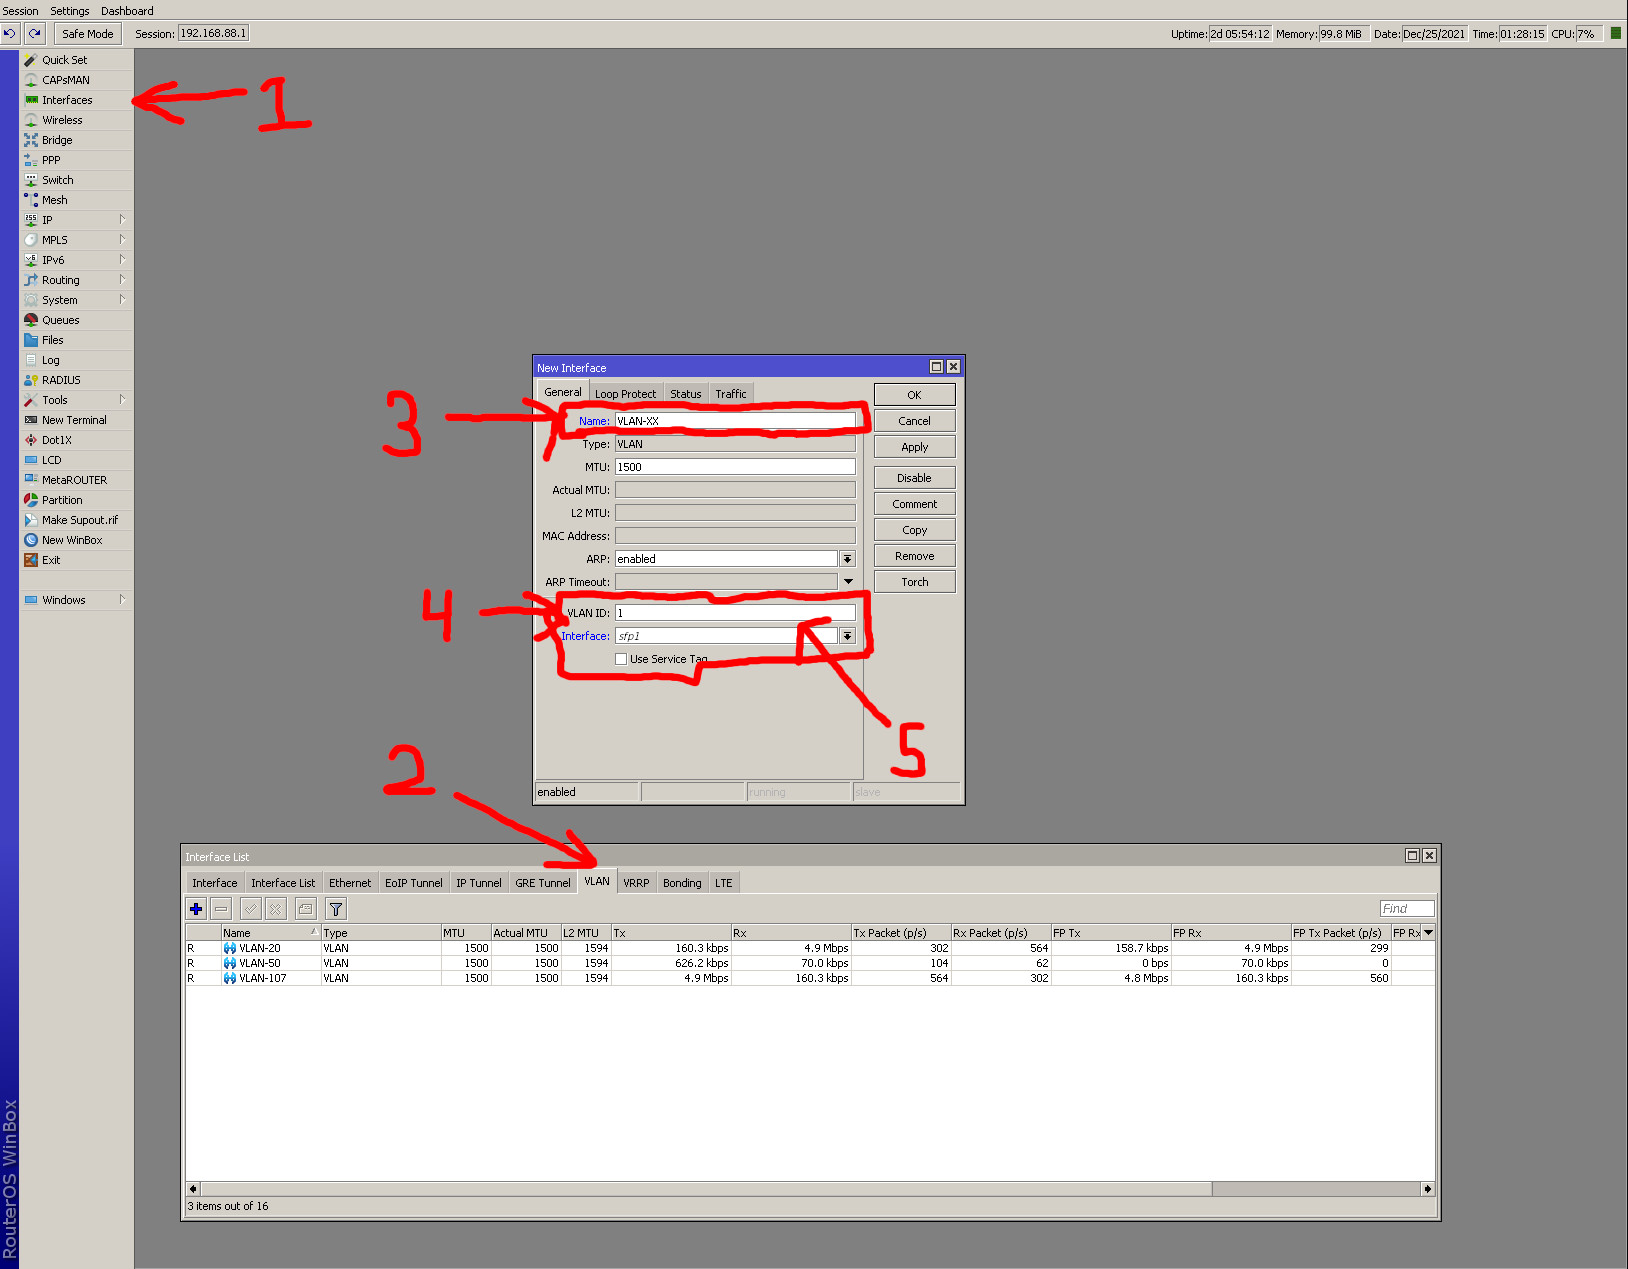 Session Settings Dashboard
Safe Mode Session: 192.168.88.1 Uptime: 2d 05:54:12 Memory: 99.8 MiB Date: Dec/25/2021 Time: 01:28:15 CPU: 7%
Quick Set
CAPsMAN
Interfaces
Wireless
Bridge
PPP
Switch
Mesh
IP
MPLS
IPv6
Routing
System
Queues
Files
Log
RADIUS
Tools
New Terminal
Dot1X
LCD
MetaROUTER
Partition
Make Supout.rif
New WinBox
Exit
Windows
RouterOS WinBox
1
New Interface
General Loop Protect Status Traffic
3
Name: VLAN-XX
Type: VLAN
MTU: 1500
Actual MTU:
L2 MTU:
MAC Address:
ARP: enabled
ARP Timeout:
4
VLAN ID: 1
Interface: sfp1
Use Service Tag
5
OK
Cancel
Apply
Disable
Comment
Copy
Remove
Torch
enabled running slave
2
Interface List
Interface Interface List Ethernet EoIP Tunnel IP Tunnel GRE Tunnel VLAN VRRP Bonding LTE
Find
Name Type MTU Actual MTU L2 MTU Tx Rx Tx Packet (p/s) Rx Packet (p/s) FP Tx FP Rx FP Tx Packet (p/s) FP Rx
R VLAN-20 VLAN 1500 1500 1594 160.3 kbps 4.9 Mbps 302 564 158.7 kbps 4.9 Mbps 299
R VLAN-50 VLAN 1500 1500 1594 626.2 kbps 70.0 kbps 104 62 0 bps 70.0 kbps 0
R VLAN-107 VLAN 1500 1500 1594 4.9 Mbps 160.3 kbps 564 302 4.8 Mbps 160.3 kbps 560
3 items out of 16